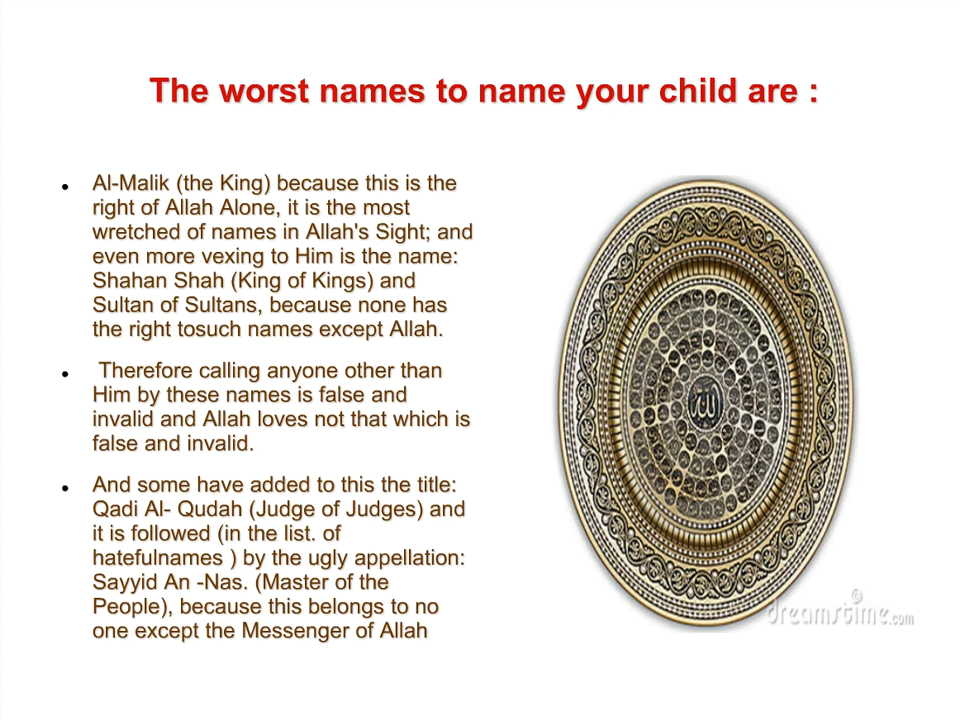 The worst names to name your child are :
Al-Malik (the King) because this is the
right of Allah Alone, it is the most
wretched of names in Allah's Sight; and
even more vexing to Him is the name:
Shahan Shah (King of Kings) and
Sultan of Sultans, because none has
the right tosuch names except Allah.
Therefore calling anyone other than
Him by these names is false and
invalid and Allah loves not that which is
false and invalid.
And some have added to this the title:
Qadi Al- Qudah (Judge of Judges) and
it is followed (in the list. of
hatefulnames ) by the ugly appellation:
Sayyid An -Nas. (Master of the
People), because this belongs to no
one except the Messenger of Allah
الله
dreamstime.com